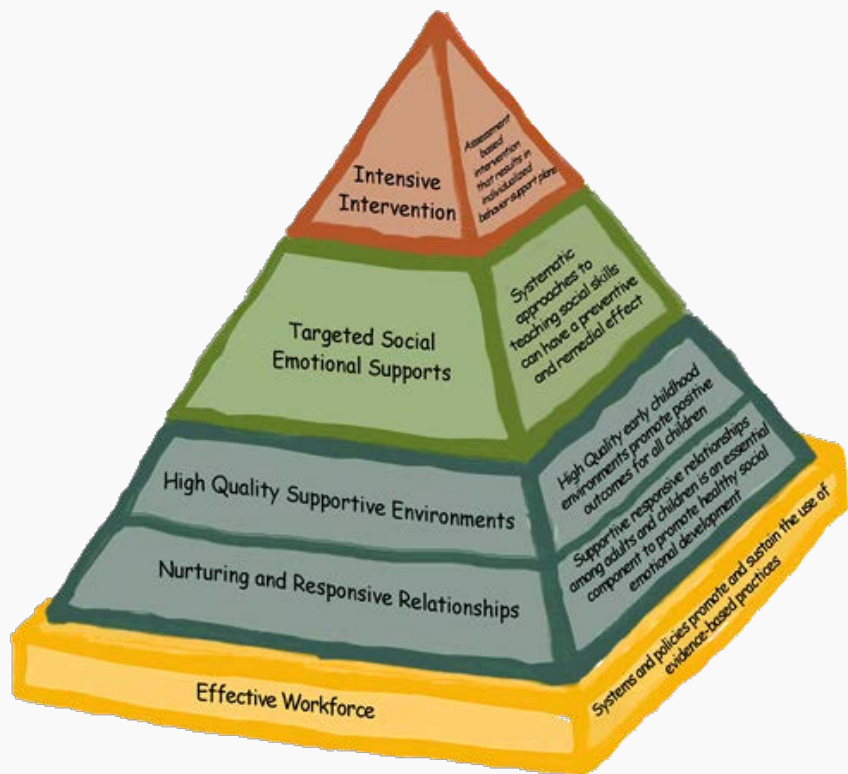 Intensive
Intervention
Assessment
based
intervention
that results in
individualized
behavior support plans
Targeted Social
Emotional Supports
Systematic
approaches to
teaching social skills
can have a preventive
and remedial effect
High Quality Supportive Environments
High Quality early childhood
environments promote positive
outcomes for all children
Nurturing and Responsive Relationships
Supportive responsive relationships
among adults and children is an essential
component to promote healthy social
emotional development
Effective Workforce
Systems and policies promote and sustain the use of
evidence-based practices